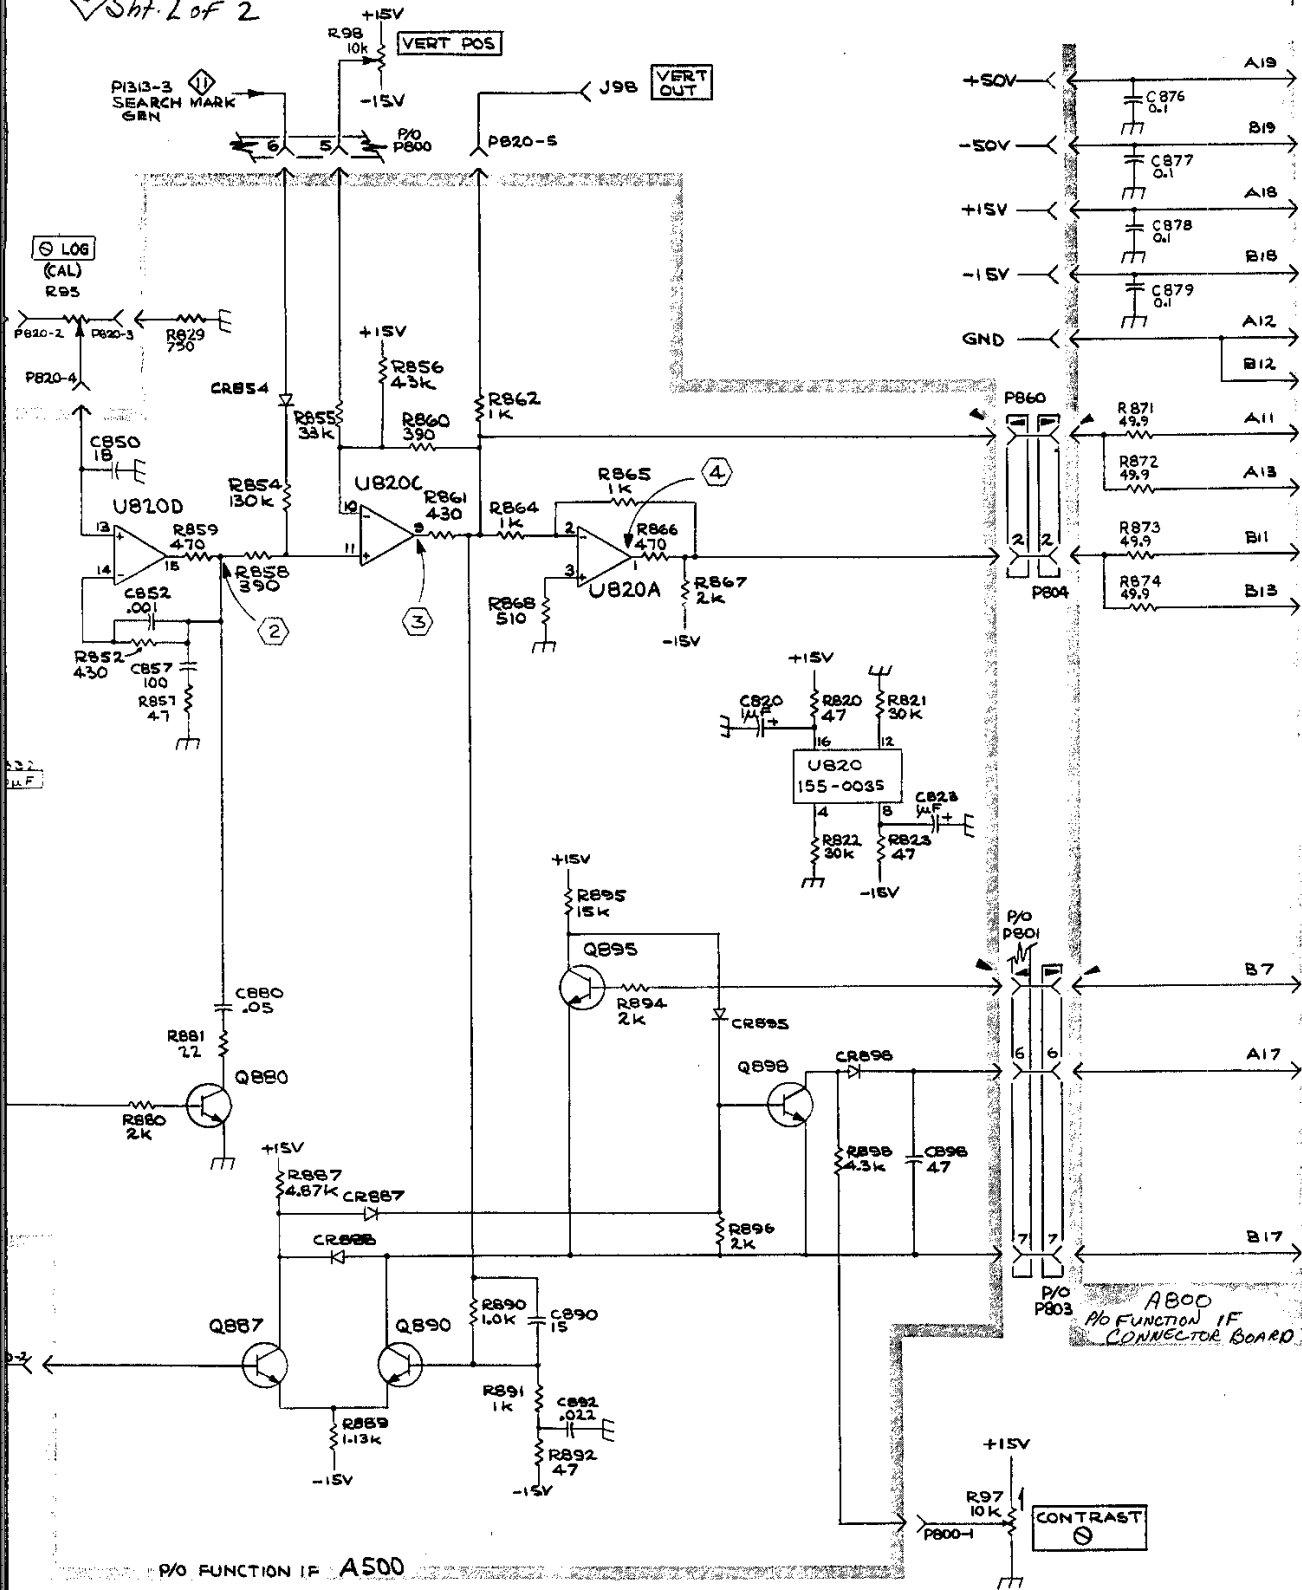 Sht. 2 of 2
+15V
R98
10k
VERT POS
-15V
P1313-3
11
SEARCH MARK
GEN
6
5
P/O
P800
J98
VERT
OUT
P820-5
+50V
C876
0.1
A19
-50V
C877
0.1
B19
+15V
C878
0.1
A18
-15V
C879
0.1
B18
GND
A12
B12
LOG
(CAL)
R95
P820-2
P820-3
R829
750
P820-4
+15V
R856
43k
CR854
R855
33k
R860
390
R862
1k
P860
R871
49.9
A11
R872
49.9
A13
R873
49.9
B11
R874
49.9
B13
2
2
P804
C850
18
U820D
13
14
15
R859
470
R854
130k
R858
390
2
U820C
10
11
9
R861
430
3
R864
1k
R865
1k
4
2
3
1
R866
470
U820A
R868
510
R867
2k
-15V
C852
.001
R852
430
C857
100
R857
47
+15V
C820
1µF
R820
47
R821
30k
16
12
U820
155-0035
4
8
C823
1µF
R822
30k
R823
47
-15V
µF
+15V
R895
15k
Q895
R894
2k
CR895
P/O
P801
B7
C880
.05
R881
22
Q880
R880
2k
Q898
CR898
6
6
A17
R898
4.3k
C898
47
+15V
R887
4.87k
CR887
CR888
R896
2k
7
7
B17
P/O
P803
A800
P/O FUNCTION IF
CONNECTOR BOARD
Q887
Q890
R890
1.0k
C890
15
R891
1k
C892
.022
R889
1.13k
-15V
R892
47
-15V
+15V
R97
10k
CONTRAST
P800-1
P/O FUNCTION IF A500